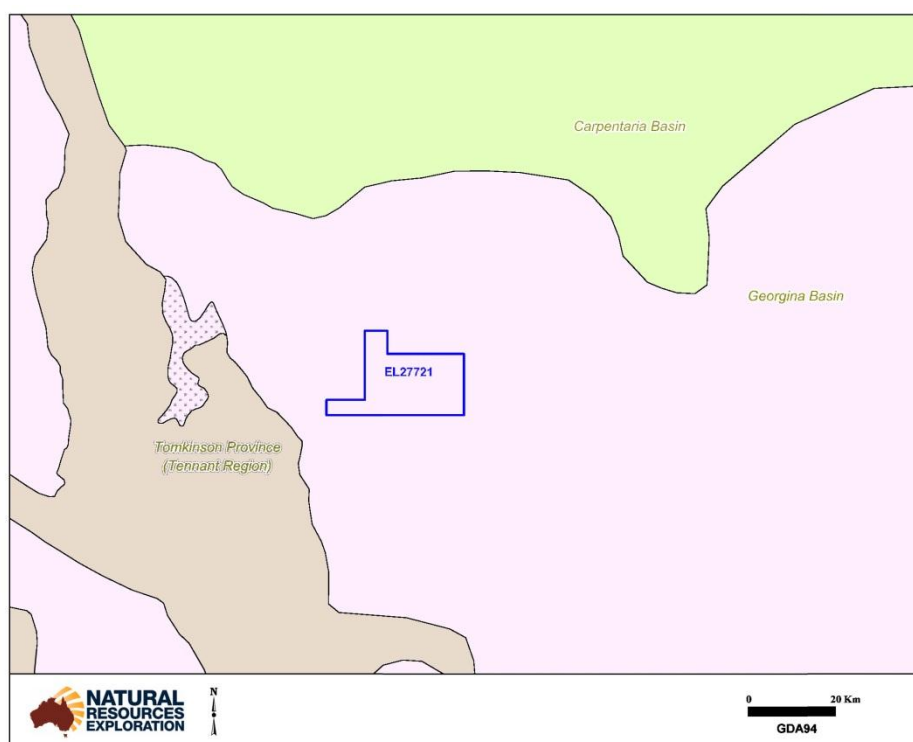 Carpentaria Basin
Georgina Basin
EL27721
Tomkinson Province
(Tennant Region)
NATURAL
RESOURCES
EXPLORATION
N
0 20 Km
GDA94